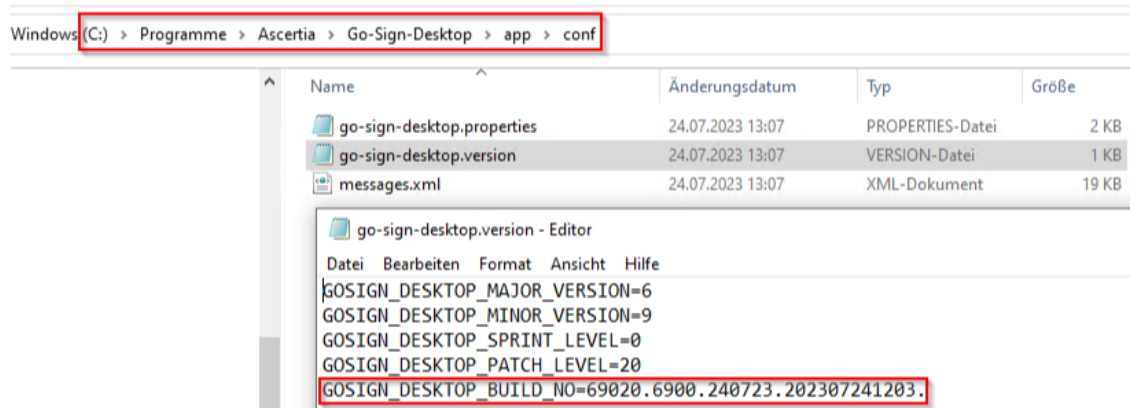 Windows (C:) > Programme > Ascertia > Go-Sign-Desktop > app > conf
Name Änderungsdatum Typ Größe
go-sign-desktop.properties 24.07.2023 13:07 PROPERTIES-Datei 2 KB
go-sign-desktop.version 24.07.2023 13:07 VERSION-Datei 1 KB
messages.xml 24.07.2023 13:07 XML-Dokument 19 KB
go-sign-desktop.version - Editor
Datei Bearbeiten Format Ansicht Hilfe
GOSIGN_DESKTOP_MAJOR_VERSION=6
GOSIGN_DESKTOP_MINOR_VERSION=9
GOSIGN_DESKTOP_SPRINT_LEVEL=0
GOSIGN_DESKTOP_PATCH_LEVEL=20
GOSIGN_DESKTOP_BUILD_NO=69020.6900.240723.202307241203.